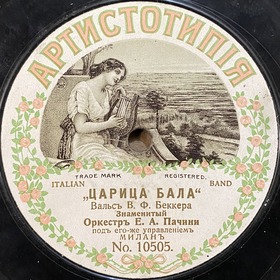 АРТИСТОТИПІЯ
TRADE MARK REGISTERED.
ITALIAN BAND
„ЦАРИЦА БАЛА“
Вальсъ В. Ф. Беккера
Знаменитый
Оркестръ Е. А. Пачини
подъ его-же управленіемъ
МИЛАНЪ
No. 10505.